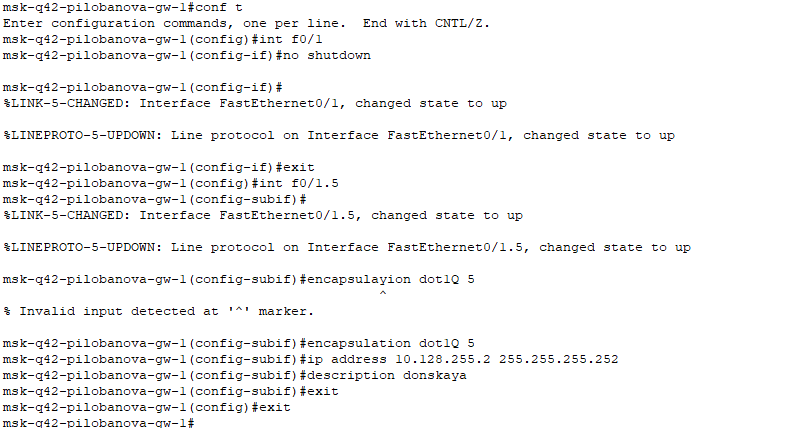 msk-q42-pilobanova-gw-1#conf t
Enter configuration commands, one per line.  End with CNTL/Z.
msk-q42-pilobanova-gw-1(config)#int f0/1
msk-q42-pilobanova-gw-1(config-if)#no shutdown
msk-q42-pilobanova-gw-1(config-if)#
%LINK-5-CHANGED: Interface FastEthernet0/1, changed state to up
%LINEPROTO-5-UPDOWN: Line protocol on Interface FastEthernet0/1, changed state to up
msk-q42-pilobanova-gw-1(config-if)#exit
msk-q42-pilobanova-gw-1(config)#int f0/1.5
msk-q42-pilobanova-gw-1(config-subif)#
%LINK-5-CHANGED: Interface FastEthernet0/1.5, changed state to up
%LINEPROTO-5-UPDOWN: Line protocol on Interface FastEthernet0/1.5, changed state to up
msk-q42-pilobanova-gw-1(config-subif)#encapsulayion dot1Q 5
^
% Invalid input detected at '^' marker.
msk-q42-pilobanova-gw-1(config-subif)#encapsulation dot1Q 5
msk-q42-pilobanova-gw-1(config-subif)#ip address 10.128.255.2 255.255.255.252
msk-q42-pilobanova-gw-1(config-subif)#description donskaya
msk-q42-pilobanova-gw-1(config-subif)#exit
msk-q42-pilobanova-gw-1(config)#exit
msk-q42-pilobanova-gw-1#